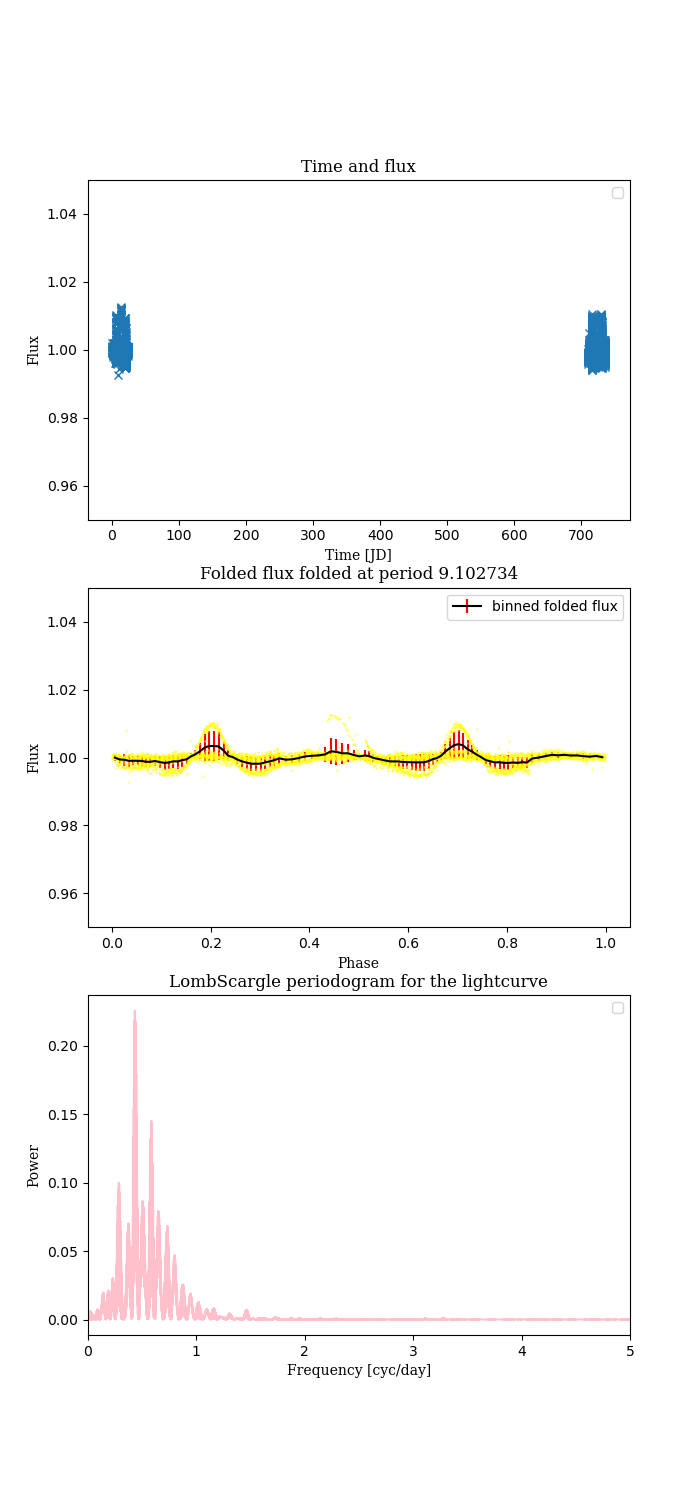 Time and flux
1.04
1.02
1.00
0.98
0.96
Flux
0 100 200 300 400 500 600 700
Time [JD]
Folded flux folded at period 9.102734
binned folded flux
1.04
1.02
1.00
0.98
0.96
Flux
0.0 0.2 0.4 0.6 0.8 1.0
Phase
LombScargle periodogram for the lightcurve
0.20
0.15
0.10
0.05
0.00
Power
0 1 2 3 4 5
Frequency [cyc/day]